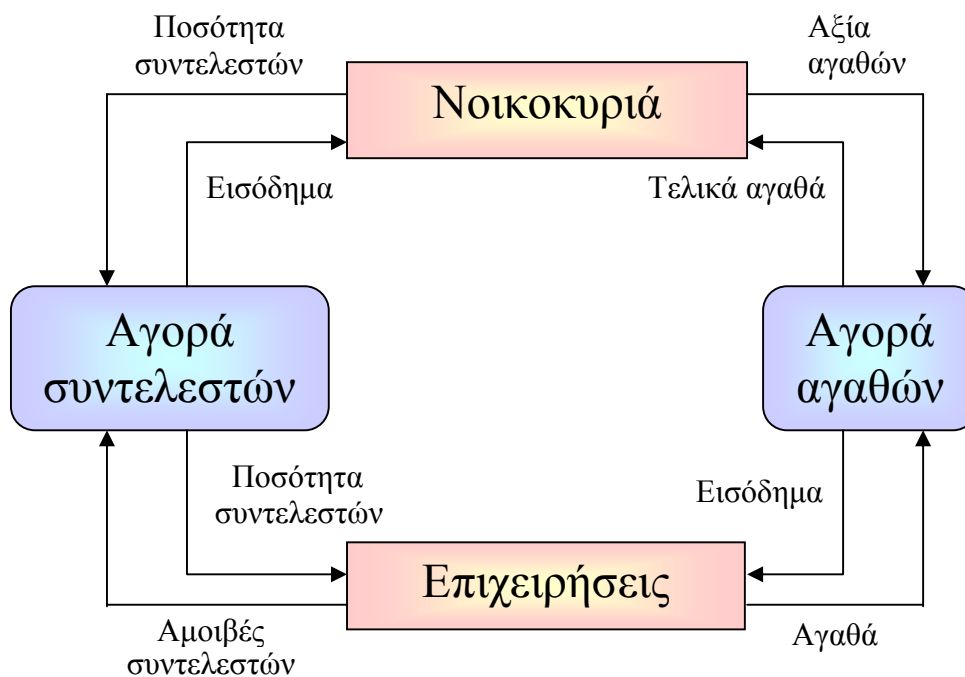 Ποσότητα
συντελεστών
Αξία
αγαθών
Νοικοκυριά
Εισόδημα
Τελικά αγαθά
Αγορά
συντελεστών
Αγορά
αγαθών
Ποσότητα
συντελεστών
Εισόδημα
Επιχειρήσεις
Αμοιβές
συντελεστών
Αγαθά